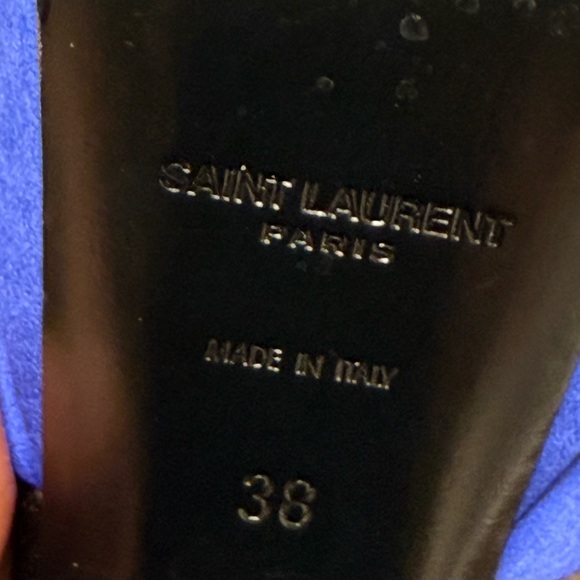 SAINT LAURENT
PARIS
MADE IN ITALY
38